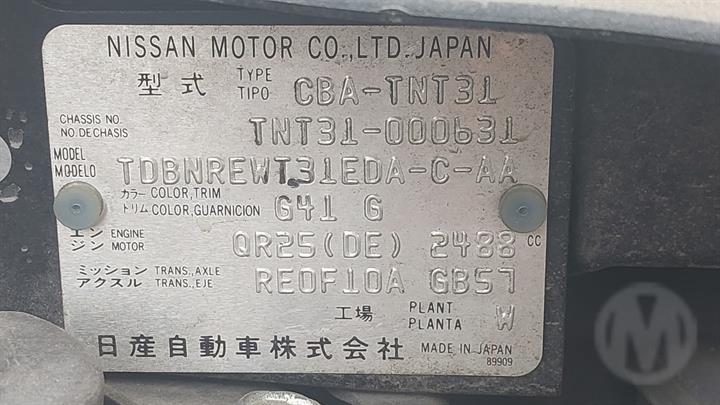 NISSAN MOTOR CO.,LTD.JAPAN
型式 TYPE TIPO CBA-TNT31
CHASSIS NO. NO.DECHASIS TNT31-000631
MODEL MODELO TDBNREWT31EDA-C-AA
カラー COLOR,TRIM トリム COLOR,GUARNICION G41 G
エンジン ENGINE MOTOR QR25(DE) 2488 CC
ミッション TRANS.,AXLE アクスル TRANS.,EJE RE0F10A GB57
工場 PLANT PLANTA W
日産自動車株式会社 MADE IN JAPAN
89909
M